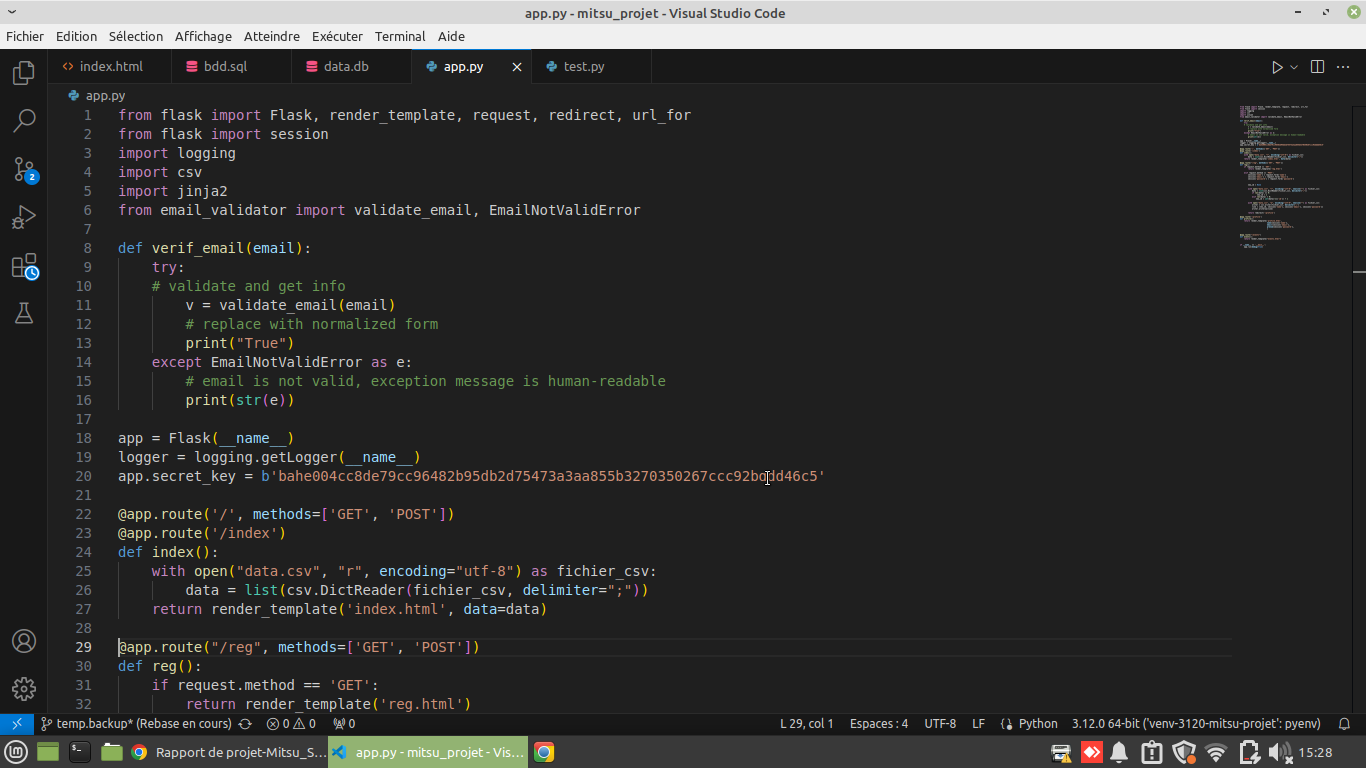 app.py - mitsu_projet - Visual Studio Code
Fichier Edition Sélection Affichage Atteindre Exécuter Terminal Aide
index.html bdd.sql data.db app.py test.py
app.py
1 from flask import Flask, render_template, request, redirect, url_for
2 from flask import session
3 import logging
4 import csv
5 import jinja2
6 from email_validator import validate_email, EmailNotValidError
7
8 def verif_email(email):
9 try:
10 # validate and get info
11 v = validate_email(email)
12 # replace with normalized form
13 print("True")
14 except EmailNotValidError as e:
15 # email is not valid, exception message is human-readable
16 print(str(e))
17
18 app = Flask(__name__)
19 logger = logging.getLogger(__name__)
20 app.secret_key =
21
22 @app.route('/', methods=['GET', 'POST'])
23 @app.route('/index')
24 def index():
25 with open("data.csv", "r", encoding="utf-8") as fichier_csv:
26 data = list(csv.DictReader(fichier_csv, delimiter=";"))
27 return render_template('index.html', data=data)
28
29 @app.route("/reg", methods=['GET', 'POST'])
30 def reg():
31 if request.method == 'GET':
32 return render_template('reg.html')
2
temp.backup* (Rebase en cours) 0 0 0 L 29, col 1 Espaces : 4 UTF-8 LF Python 3.12.0 64-bit ('venv-3120-mitsu-projet': pyenv)
Rapport de projet-Mitsu_S... app.py - mitsu_projet - Vis... 15:28